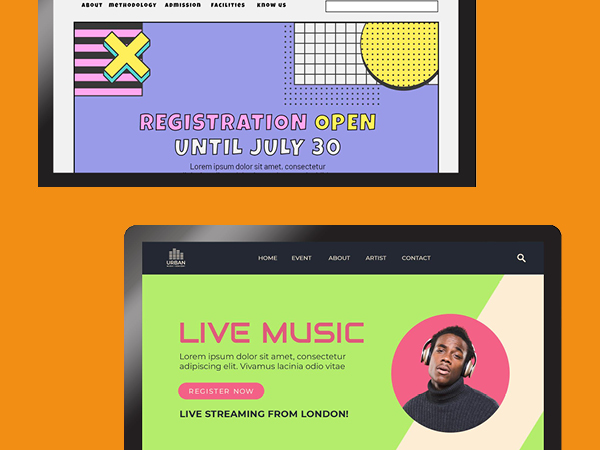 ABOUT METHODOLOGY ADMISSION FACILITIES KNOW US
REGISTRATION OPEN
UNTIL JULY 30
Lorem ipsum dolor sit amet, consectetur
URBAN
HOME EVENT ABOUT ARTIST CONTACT
LIVE MUSIC
Lorem ipsum dolor sit amet, consectetur
adipiscing elit. Vivamus lacinia odio vitae
REGISTER NOW
LIVE STREAMING FROM LONDON!